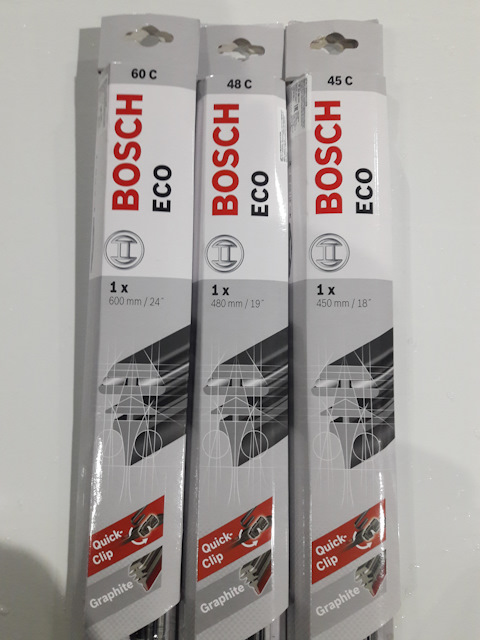 60 C
BOSCH
ECO
1 x
600 mm / 24"
Quick-
Clip
Graphite
48 C
BOSCH
ECO
1 x
480 mm / 19"
Quick-
Clip
Graphite
45 C
BOSCH
ECO
1 x
450 mm / 18"
Quick-
Clip
Graphite